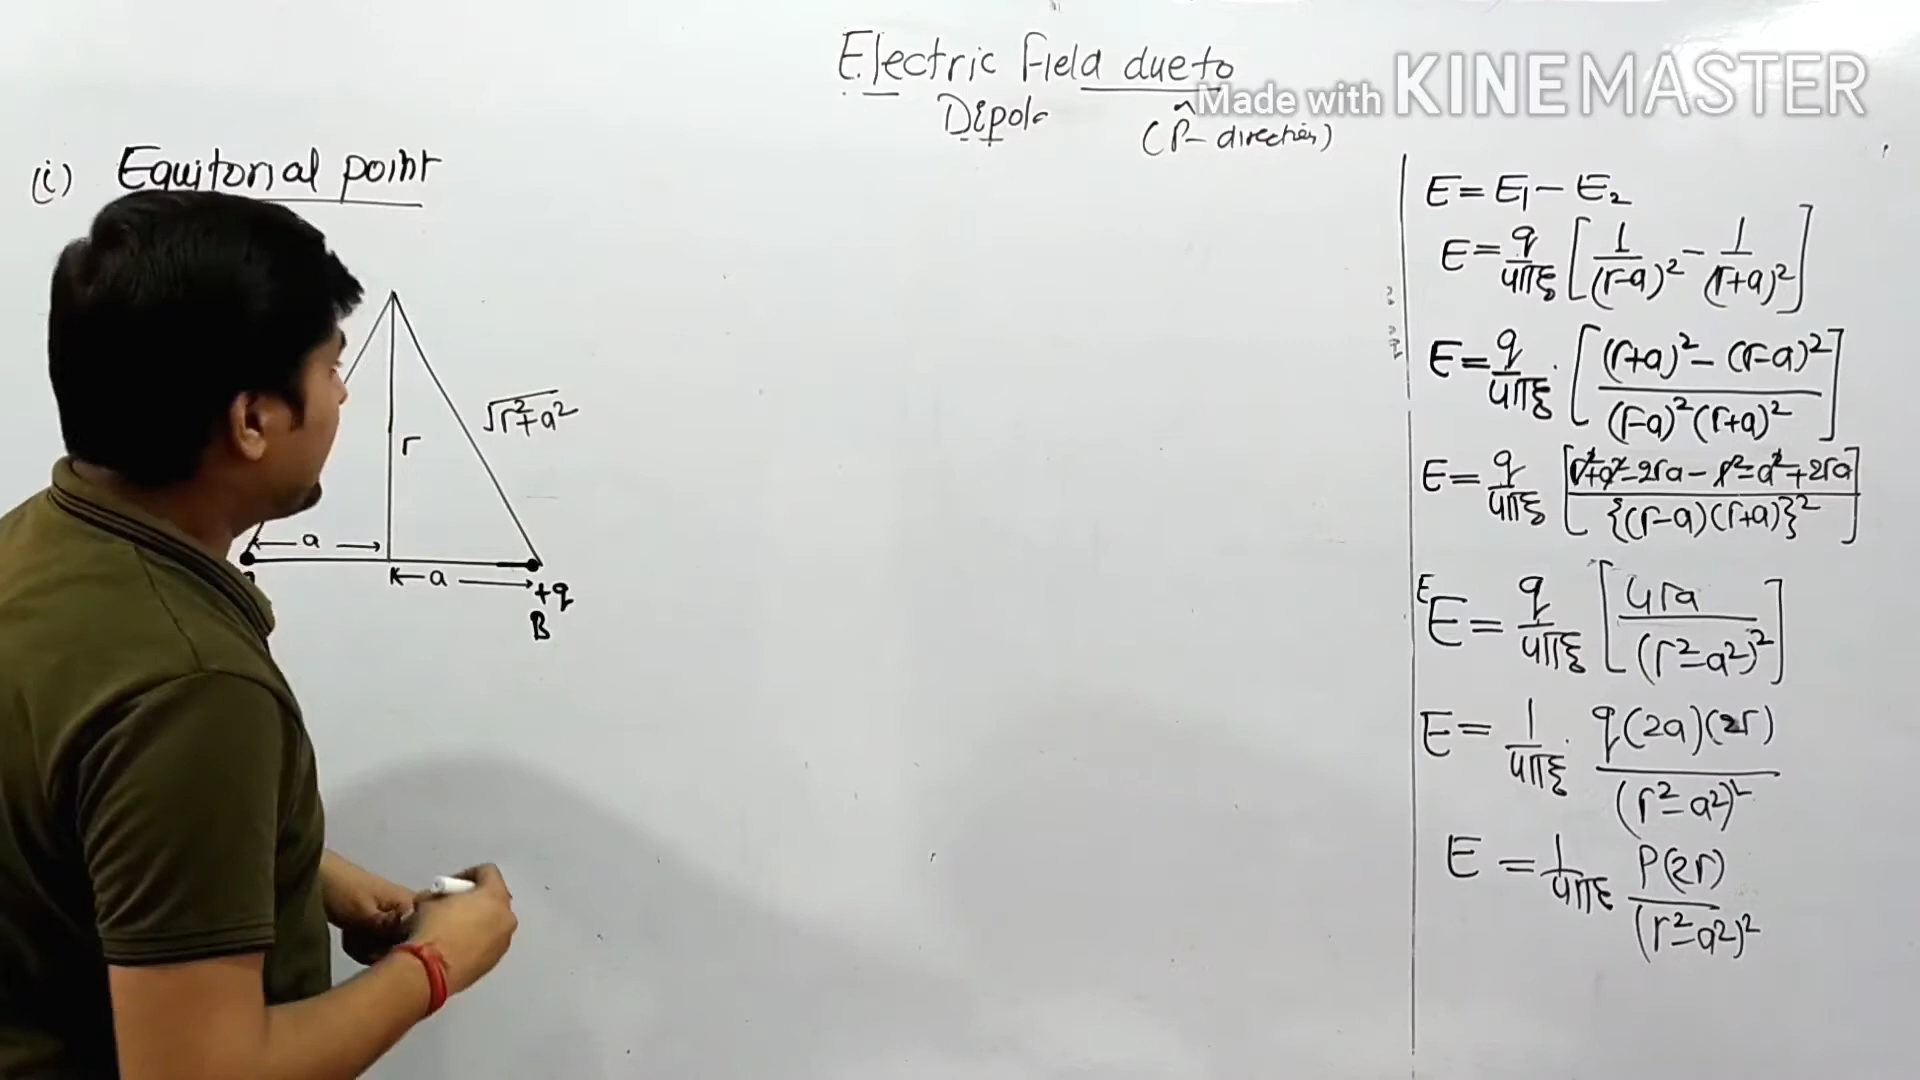 Electric Field due to
Dipole
(P̂ - direction)
Made with KINEMASTER
(i) Equitorial point
√r²+a²
r
a
a
+q
B
E = E₁ - E₂
E = q/4πε₀ [1/(r-a)² - 1/(r+a)²]
E = q/4πε₀ . [(r+a)² - (r-a)² / (r-a)²(r+a)²]
E = q/4πε₀ [r²+a²-2ra - r²-a²+2ra / {(r-a)(r+a)}²]
E = q/4πε₀ [4ra / (r²-a²)²]
E = 1/4πε₀ . q(2a)(2r) / (r²-a²)²
E = 1/4πε₀ P(2r) / (r²-a²)²